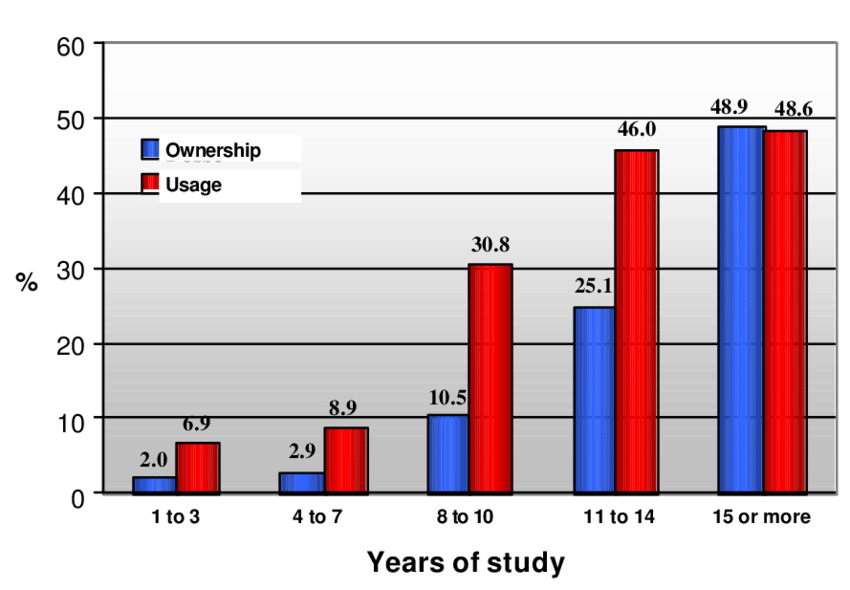 60
50
40
30
20
10
0
%
Ownership
Usage
2.0
6.9
2.9
8.9
10.5
30.8
25.1
46.0
48.9
48.6
1 to 3
4 to 7
8 to 10
11 to 14
15 or more
Years of study